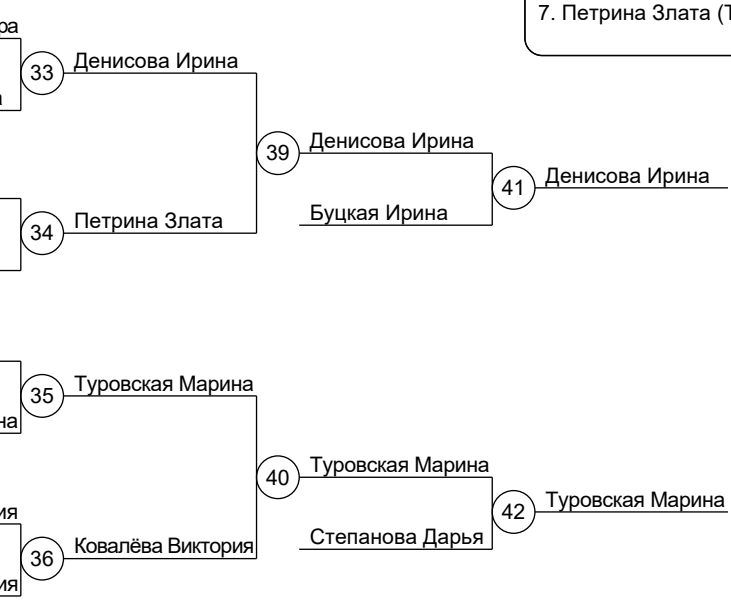 7. Петрина Злата (Т
33
Денисова Ирина
39
Денисова Ирина
41
Денисова Ирина
Буцкая Ирина
34
Петрина Злата
35
Туровская Марина
40
Туровская Марина
42
Туровская Марина
Степанова Дарья
36
Ковалёва Виктория